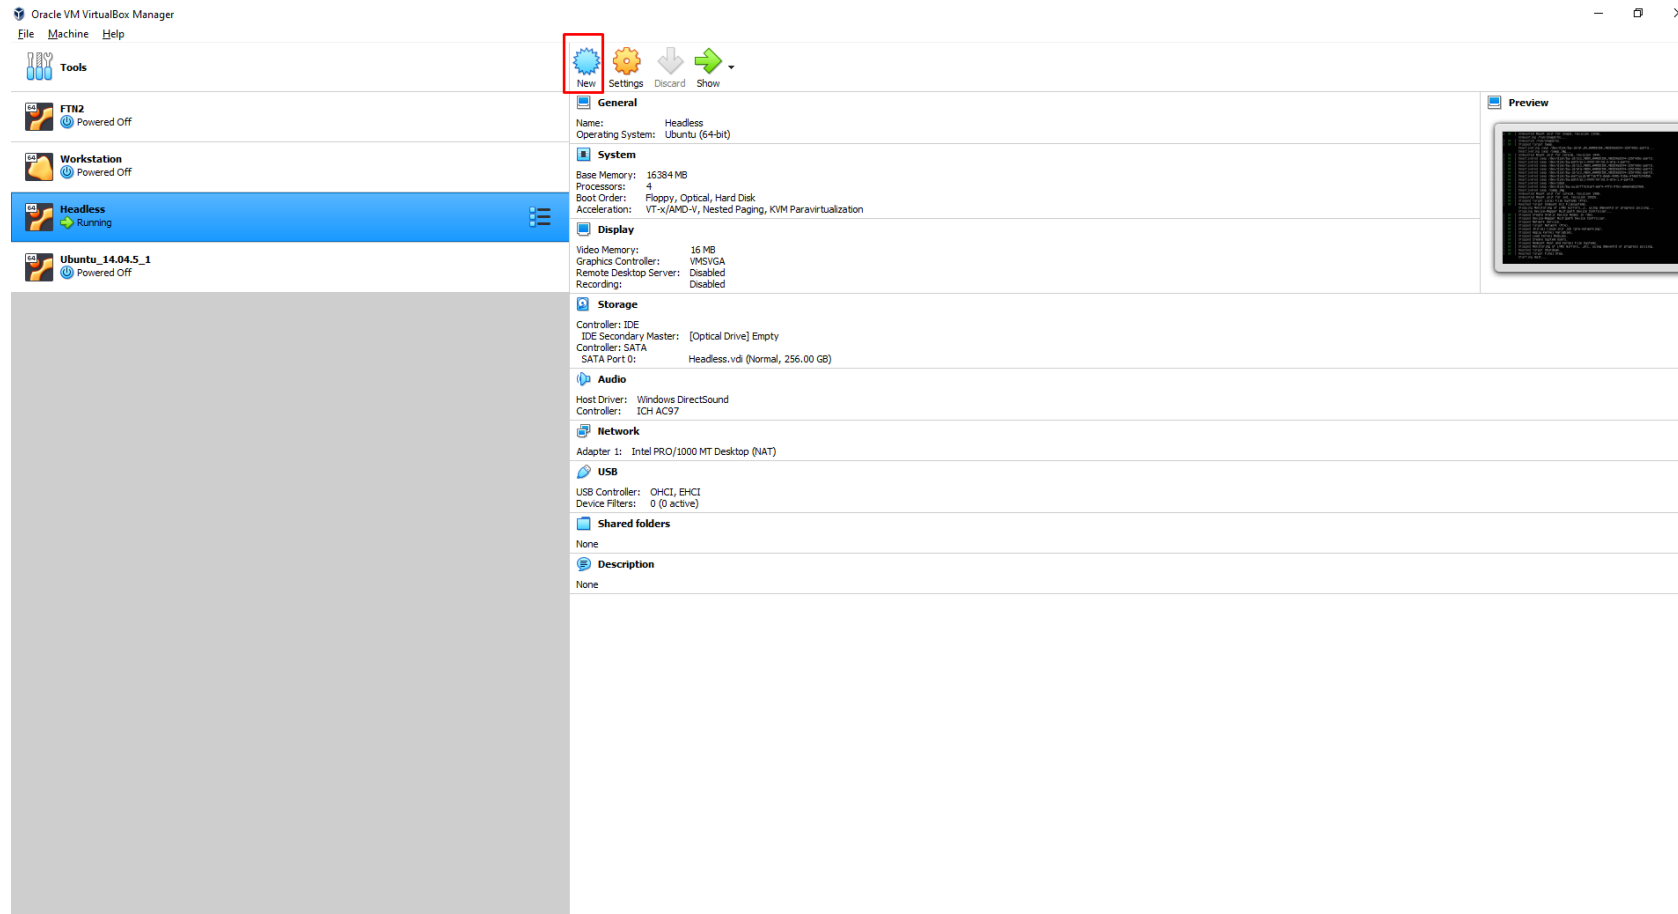 Oracle VM VirtualBox Manager
File Machine Help
Tools
New Settings Discard Show
64 FTN2
Powered Off
64 Workstation
Powered Off
64 Headless
Running
64 Ubuntu_14.04.5_1
Powered Off
General
Name: Headless
Operating System: Ubuntu (64-bit)
System
Base Memory: 16384 MB
Processors: 4
Boot Order: Floppy, Optical, Hard Disk
Acceleration: VT-x/AMD-V, Nested Paging, KVM Paravirtualization
Display
Video Memory: 16 MB
Graphics Controller: VMSVGA
Remote Desktop Server: Disabled
Recording: Disabled
Storage
Controller: IDE
IDE Secondary Master: [Optical Drive] Empty
Controller: SATA
SATA Port 0: Headless.vdi (Normal, 256.00 GB)
Audio
Host Driver: Windows DirectSound
Controller: ICH AC97
Network
Adapter 1: Intel PRO/1000 MT Desktop (NAT)
USB
USB Controller: OHCI, EHCI
Device Filters: 0 (0 active)
Shared folders
None
Description
None
Preview